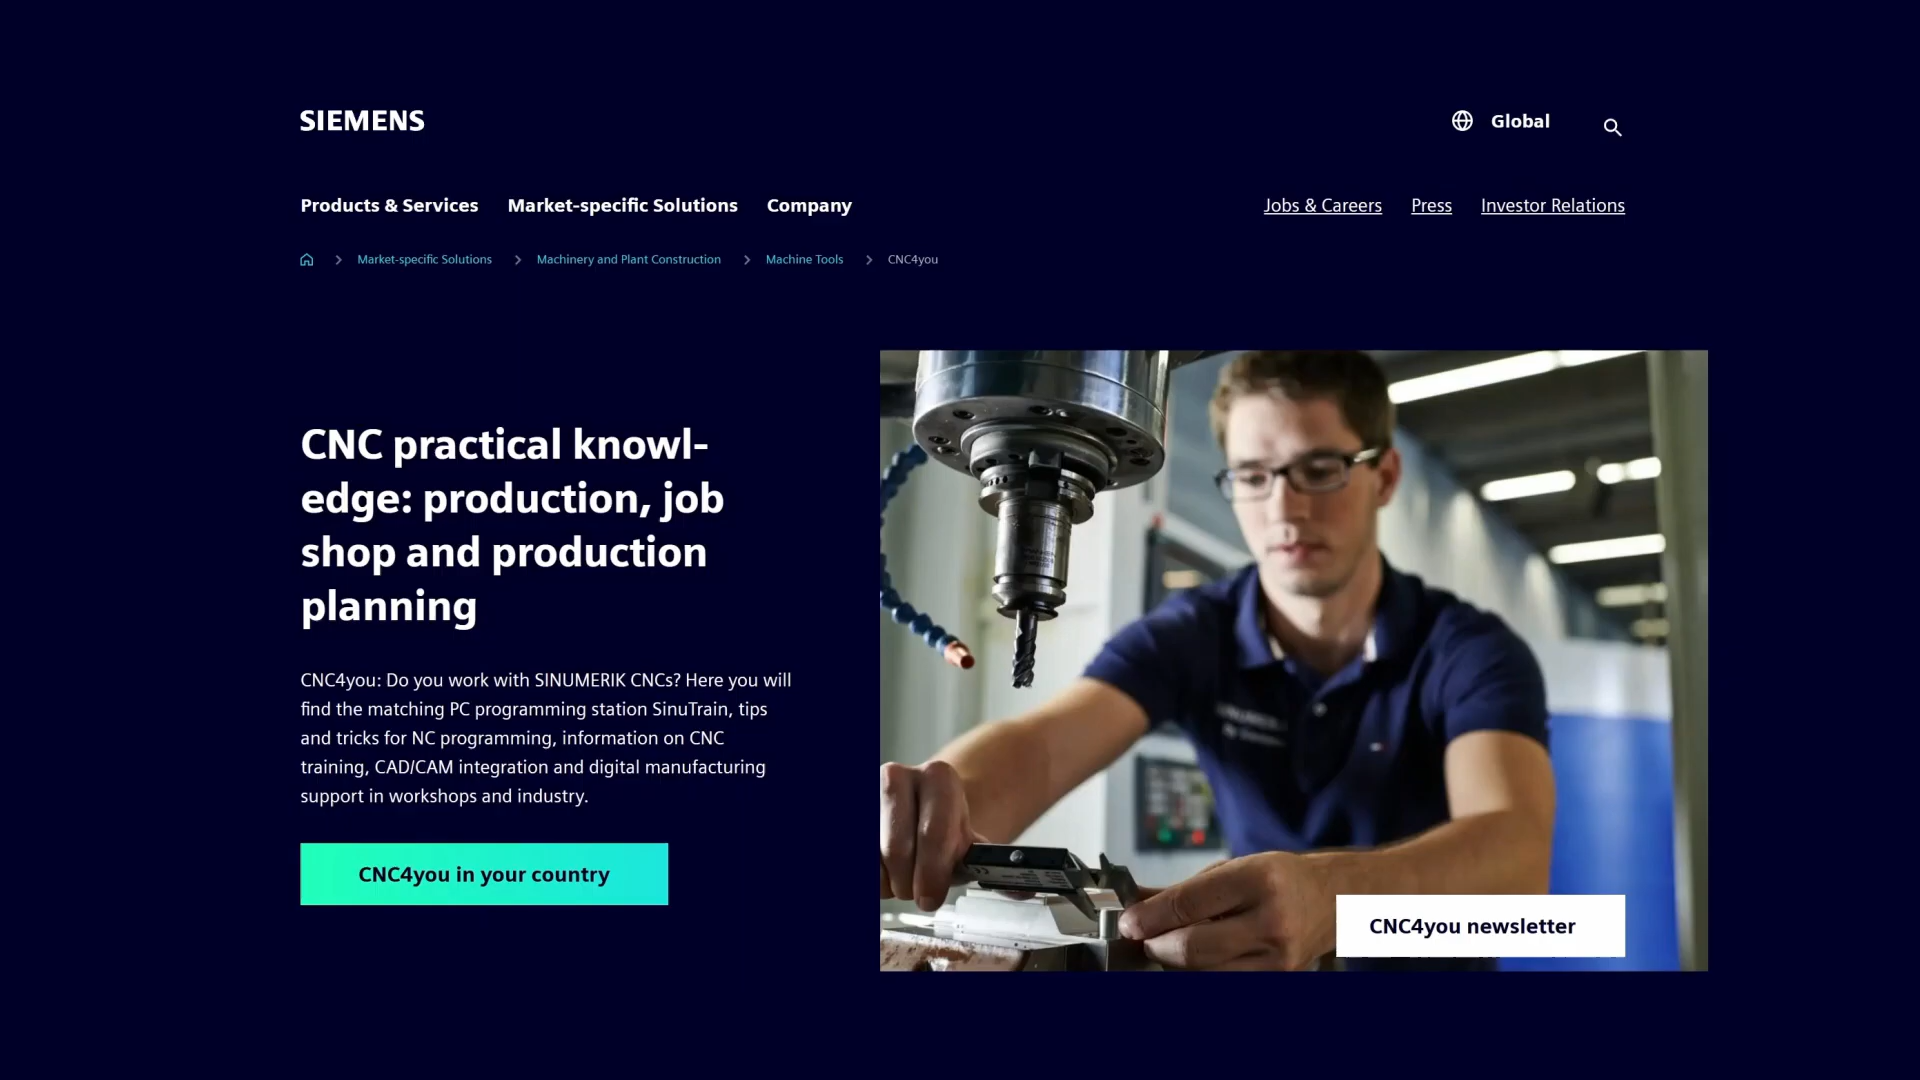 SIEMENS
Global
Products & Services Market-specific Solutions Company
Jobs & Careers Press Investor Relations
Market-specific Solutions Machinery and Plant Construction Machine Tools CNC4you
CNC practical knowl-
edge: production, job
shop and production
planning
CNC4you: Do you work with SINUMERIK CNCs? Here you will
find the matching PC programming station SinuTrain, tips
and tricks for NC programming, information on CNC
training, CAD/CAM integration and digital manufacturing
support in workshops and industry.
CNC4you in your country
CNC4you newsletter